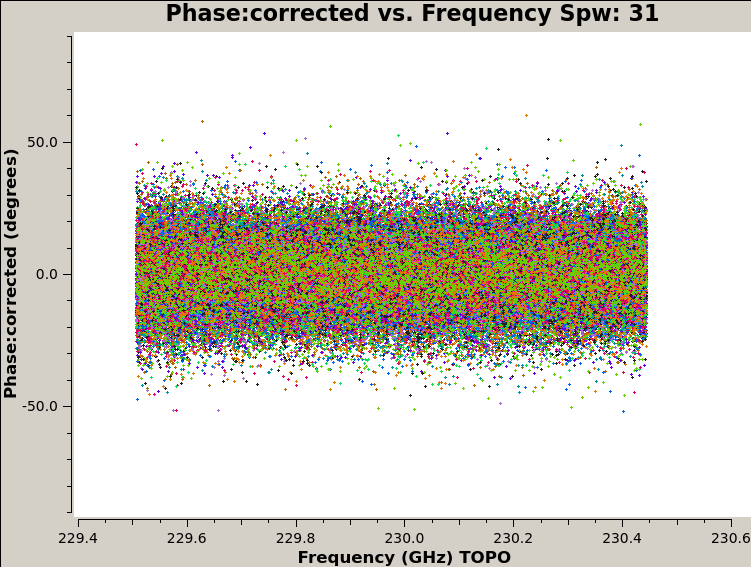 Phase:corrected vs. Frequency Spw: 31
Phase:corrected (degrees)
50.0
0.0
-50.0
229.4 229.6 229.8 230.0 230.2 230.4 230.6
Frequency (GHz) TOPO